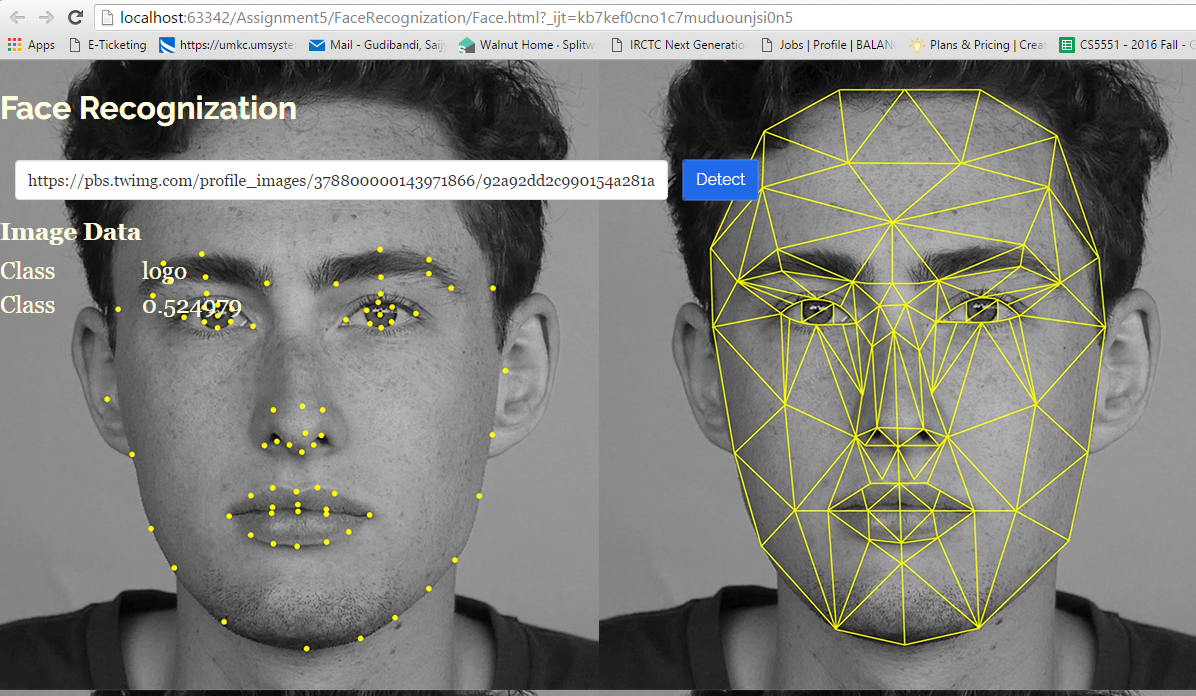 localhost:63342/Assignment5/FaceRecognition/Face.html?_ijt=kb7kef0cno1c7muduounjsi0n5
Apps E-Ticketing https://umkc.umsyste Mail - Gudibandi, Saij Walnut Home · Splitw IRCTC Next Generatio Jobs | Profile | BALAN Plans & Pricing | Crea CS5551 - 2016 Fall - G
Face Recognization
https://pbs.twimg.com/profile_images/378800000143971866/92a92dd2c990154a281a Detect
Image Data
Class logo
Class 0.524979